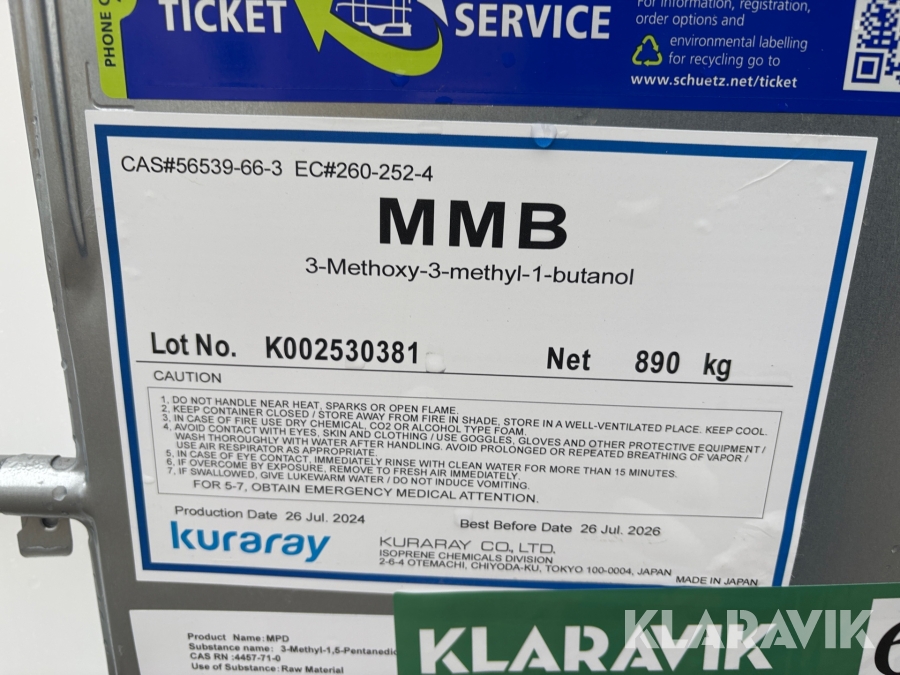 PHONE
TICKET
SERVICE
For information, registration,
order options and
environmental labelling
for recycling go to
www.schuetz.net/ticket
CAS#56539-66-3 EC#260-252-4
MMB
3-Methoxy-3-methyl-1-butanol
Lot No. K002530381 Net 890 kg
CAUTION
1, DO NOT HANDLE NEAR HEAT, SPARKS OR OPEN FLAME.
2, KEEP CONTAINER CLOSED / STORE AWAY FROM FIRE IN SHADE, STORE IN A WELL-VENTILATED PLACE. KEEP COOL.
3, IN CASE OF FIRE USE DRY CHEMICAL, CO2 OR ALCOHOL TYPE FOAM.
4, AVOID CONTACT WITH EYES, SKIN AND CLOTHING / USE GOGGLES, GLOVES AND OTHER PROTECTIVE EQUIPMENT /
WASH THOROUGHLY WITH WATER AFTER HANDLING. AVOID PROLONGED OR REPEATED BREATHING OF VAPOR /
USE AIR RESPIRATOR AS APPROPRIATE.
5, IN CASE OF EYE CONTACT, IMMEDIATELY RINSE WITH CLEAN WATER FOR MORE THAN 15 MINUTES.
6, IF OVERCOME BY EXPOSURE, REMOVE TO FRESH AIR IMMEDIATELY.
7, IF SWALLOWED, GIVE LUKEWARM WATER / DO NOT INDUCE VOMITING.
FOR 5-7, OBTAIN EMERGENCY MEDICAL ATTENTION.
Production Date 26 Jul. 2024 Best Before Date 26 Jul. 2026
kuraray
KURARAY CO., LTD.
ISOPRENE CHEMICALS DIVISION
2-6-4 OTEMACHI, CHIYODA-KU, TOKYO 100-0004, JAPAN
MADE IN JAPAN
Product Name:MPD
Substance name: 3-Methyl-1,5-Pentanedio
CAS RN :4457-71-0
Use of Substance:Raw Material
KLARAVIK
KLARAVIK
6